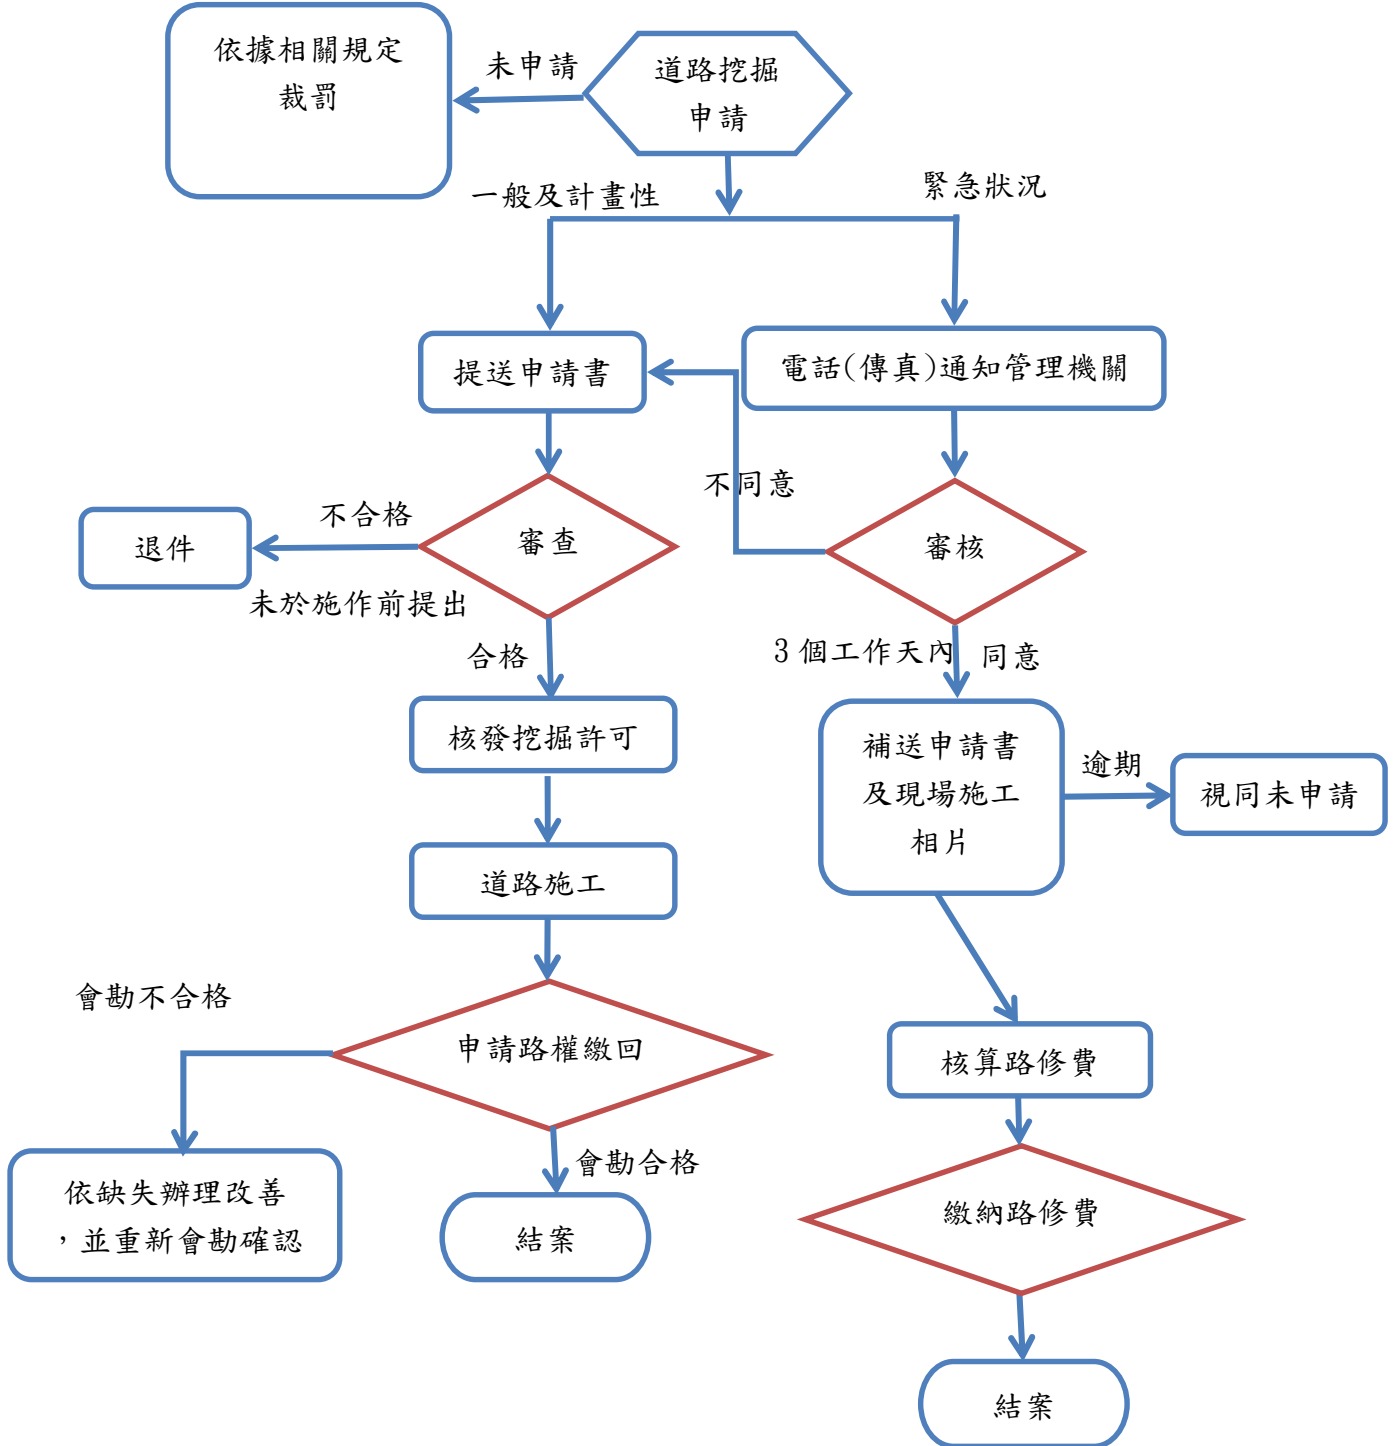 依據相關規定
裁罰
未申請
道路挖掘
申請
一般及計畫性
緊急狀況
提送申請書
電話(傳真)通知管理機關
不同意
不合格
退件
審查
審核
未於施作前提出
合格
3個工作天內
同意
核發挖掘許可
補送申請書
及現場施工
相片
逾期
視同未申請
道路施工
會勘不合格
申請路權繳回
核算路修費
會勘合格
依缺失辦理改善
，並重新會勘確認
結案
繳納路修費
結案